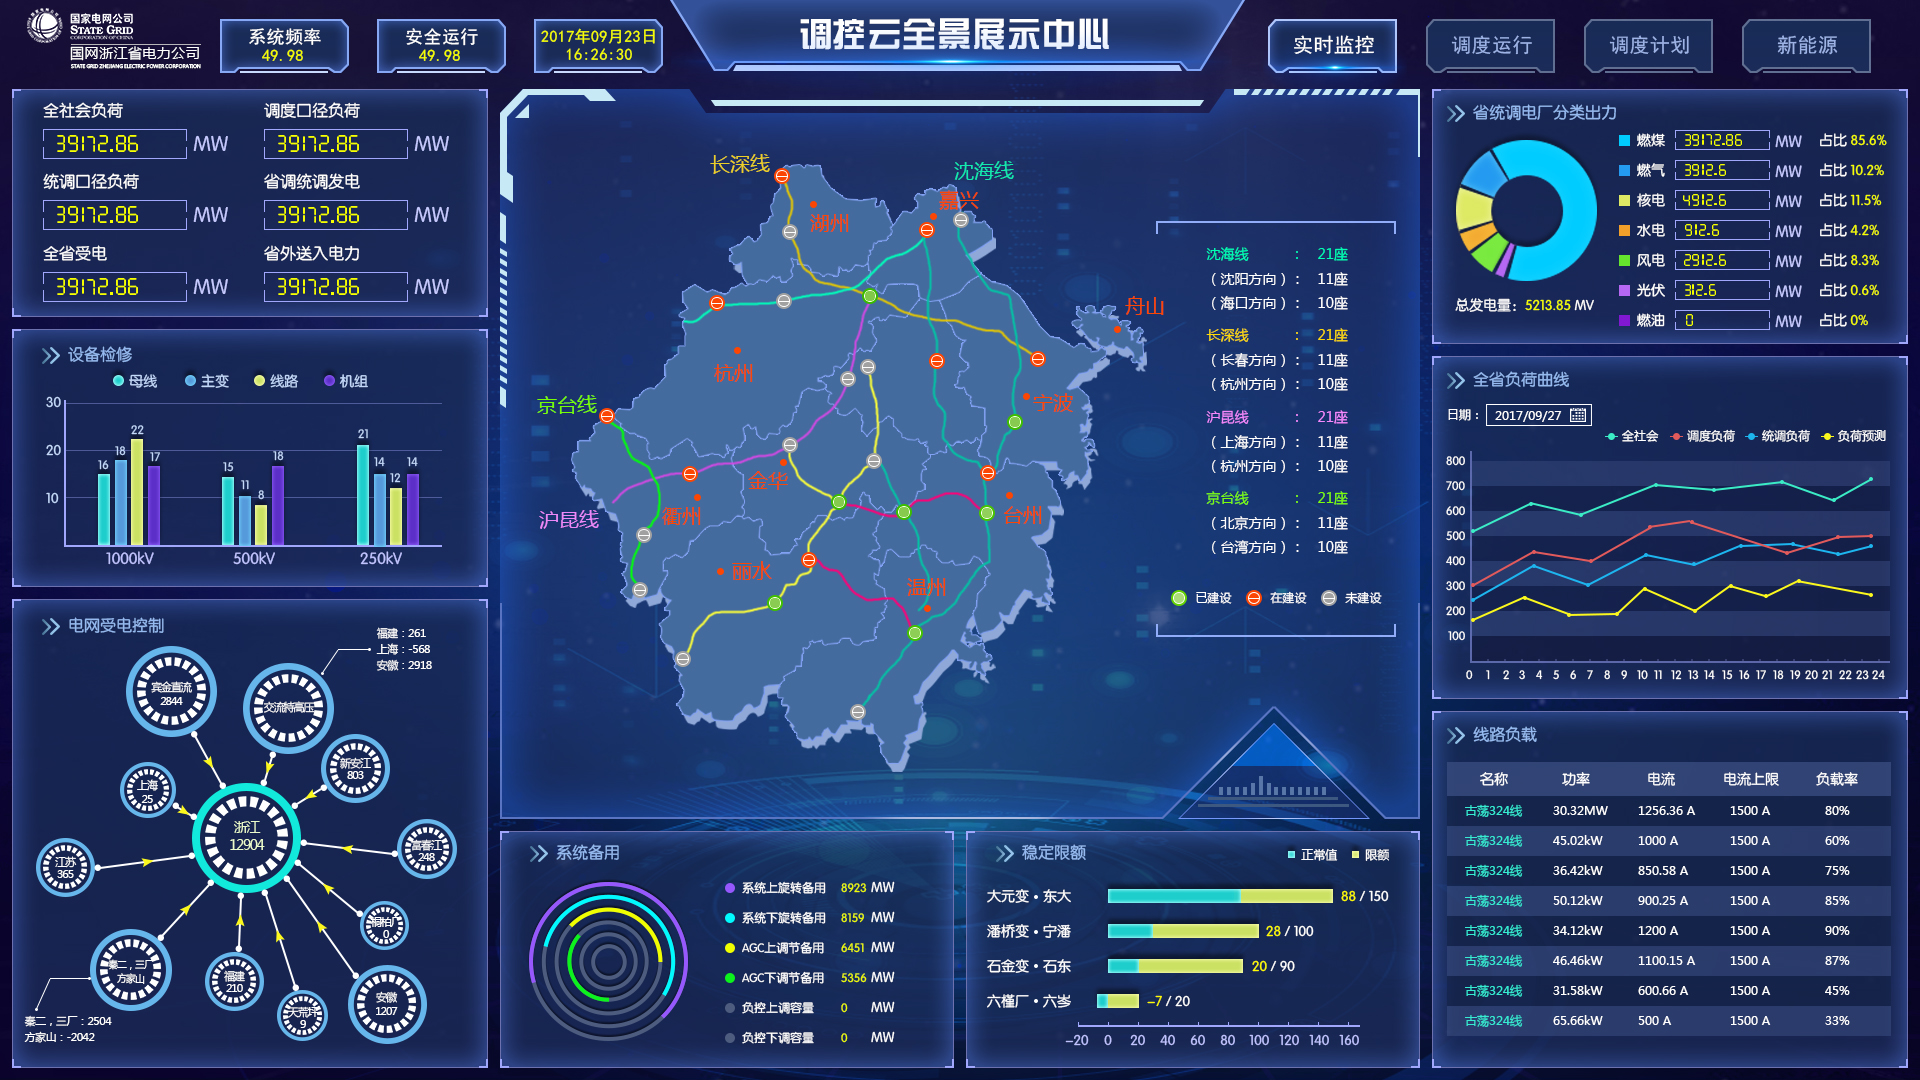 国家电网公司
STATE GRID
CORPORATION OF CHINA
国网浙江省电力公司
STATE GRID ZHEJIANG ELECTRIC POWER CORPORATION
系统频率
49.98
安全运行
49.98
2017年09月23日
16:26:30
调控云全景展示中心
实时监控
调度运行
调度计划
新能源
全社会负荷
39172.86 MW
调度口径负荷
39172.86 MW
统调口径负荷
39172.86 MW
省调统调发电
39172.86 MW
全省受电
39172.86 MW
省外送入电力
39172.86 MW
设备检修
母线 主变 线路 机组
30
20
10
16 18 22 17
15 11 8 18
21 14 12 14
1000kV 500kV 250kV
电网受电控制
福建：261
上海：-568
安徽：2918
宾金直流
2844
交流特高压
新安江
803
上海
25
浙江
12904
富春江
248
江苏
365
桐柏厂
0
秦二，三厂
方家山
福建
210
大荒坪
9
安徽
1207
秦二，三厂：2504
方家山：-2042
长深线
沈海线
嘉兴
湖州
舟山
杭州
宁波
京台线
金华
沪昆线
衢州
台州
丽水
温州
沈海线 ： 21座
（沈阳方向）： 11座
（海口方向）： 10座
长深线 ： 21座
（长春方向）： 11座
（杭州方向）： 10座
沪昆线 ： 21座
（上海方向）： 11座
（杭州方向）： 10座
京台线 ： 21座
（北京方向）： 11座
（台湾方向）： 10座
已建设 在建设 未建设
系统备用
系统上旋转备用 8923 MW
系统下旋转备用 8159 MW
AGC上调节备用 6451 MW
AGC下调节备用 5356 MW
负控上调容量 0 MW
负控下调容量 0 MW
稳定限额
正常值 限额
大元变·东大 88 / 150
潘桥变·宁潘 28 / 100
石金变·石东 20 / 90
六槿厂·六岁 -7 / 20
-20 0 20 40 60 80 100 120 140 160
省统调电厂分类出力
燃煤 39172.86 MW 占比 85.6%
燃气 3912.6 MW 占比 10.2%
核电 4912.6 MW 占比 11.5%
水电 912.6 MW 占比 4.2%
风电 2912.6 MW 占比 8.3%
光伏 312.6 MW 占比 0.6%
燃油 0 MW 占比 0%
总发电量：5213.85 MV
全省负荷曲线
日期： 2017/09/27
全社会 调度负荷 统调负荷 负荷预测
800
700
600
500
400
300
200
100
0 1 2 3 4 5 6 7 8 9 10 11 12 13 14 15 16 17 18 19 20 21 22 23 24
线路负载
名称 功率 电流 电流上限 负载率
古荡324线 30.32MW 1256.36 A 1500 A 80%
古荡324线 45.02kW 1000 A 1500 A 60%
古荡324线 36.42kW 850.58 A 1500 A 75%
古荡324线 50.12kW 900.25 A 1500 A 85%
古荡324线 34.12kW 1200 A 1500 A 90%
古荡324线 46.46kW 1100.15 A 1500 A 87%
古荡324线 31.58kW 600.66 A 1500 A 45%
古荡324线 65.66kW 500 A 1500 A 33%